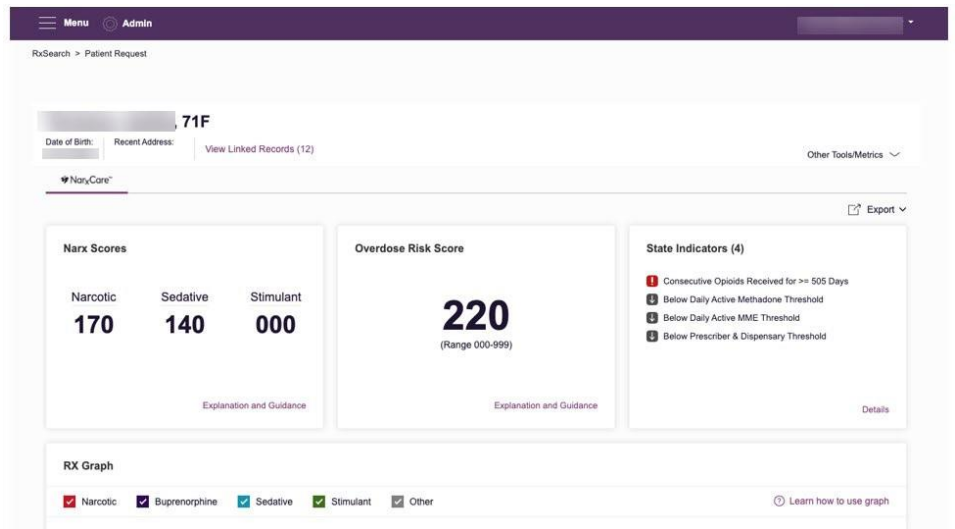 Menu Admin
RxSearch > Patient Request
, 71F
Date of Birth: Recent Address: View Linked Records (12)
Other Tools/Metrics
NarxCare™
Export
Narx Scores
Narcotic Sedative Stimulant
170 140 000
Explanation and Guidance
Overdose Risk Score
220
(Range 000-999)
Explanation and Guidance
State Indicators (4)
Consecutive Opioids Received for >= 505 Days
Below Daily Active Methadone Threshold
Below Daily Active MME Threshold
Below Prescriber & Dispensary Threshold
Details
RX Graph
Narcotic Buprenorphine Sedative Stimulant Other
Learn how to use graph